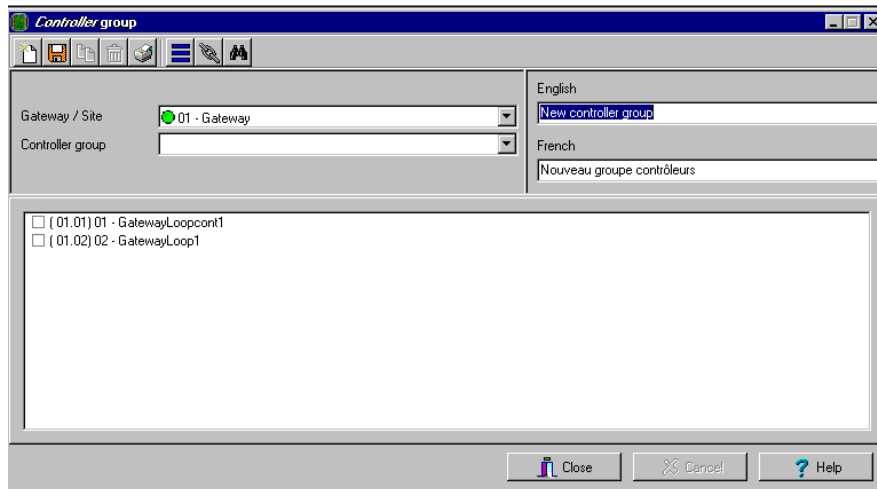 Controller group
English
Gateway / Site
01 - Gateway
New controller group
Controller group
French
Nouveau groupe contrôleurs
( 01.01) 01 - GatewayLoopcont1
( 01.02) 02 - GatewayLoop1
Close
Cancel
? Help